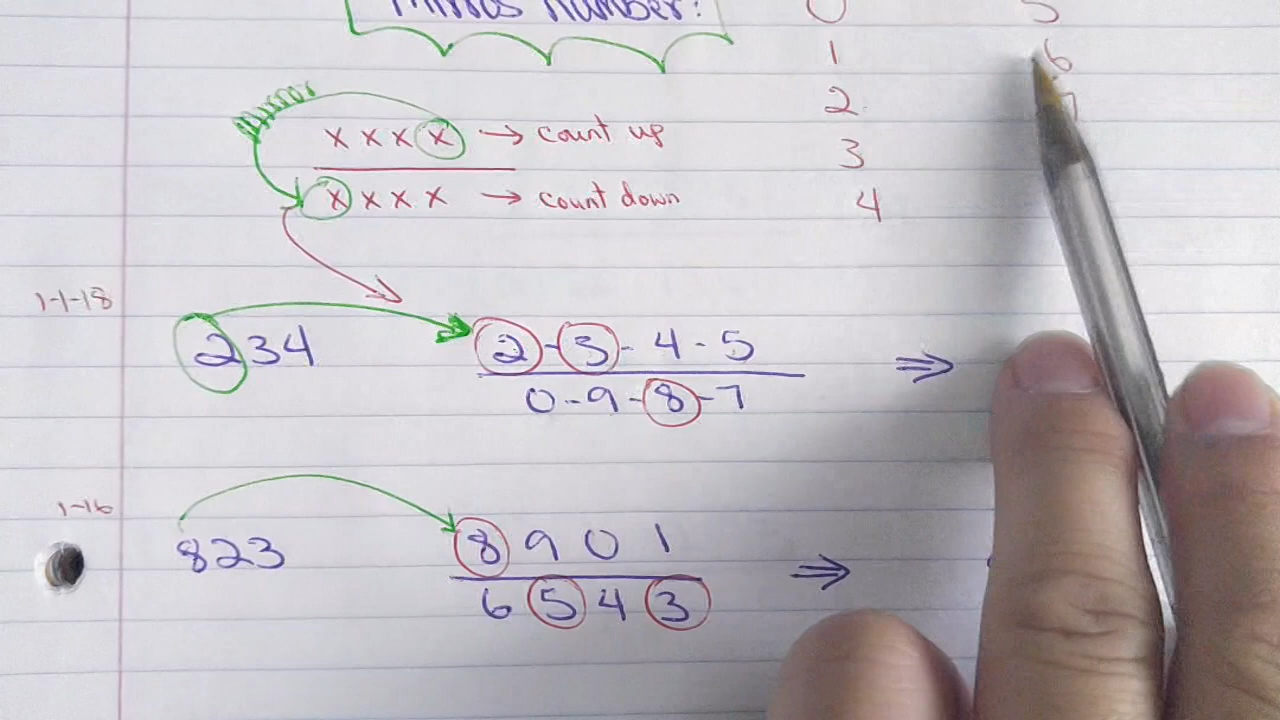 Number!
0 5
1 6
x x x x → count up 2 7
3
x x x x → count down 4
1-1-18
234 2-3-4-5 ⇒
0-9-8-7
1-16
823 8 9 0 1 ⇒
6 5 4 3